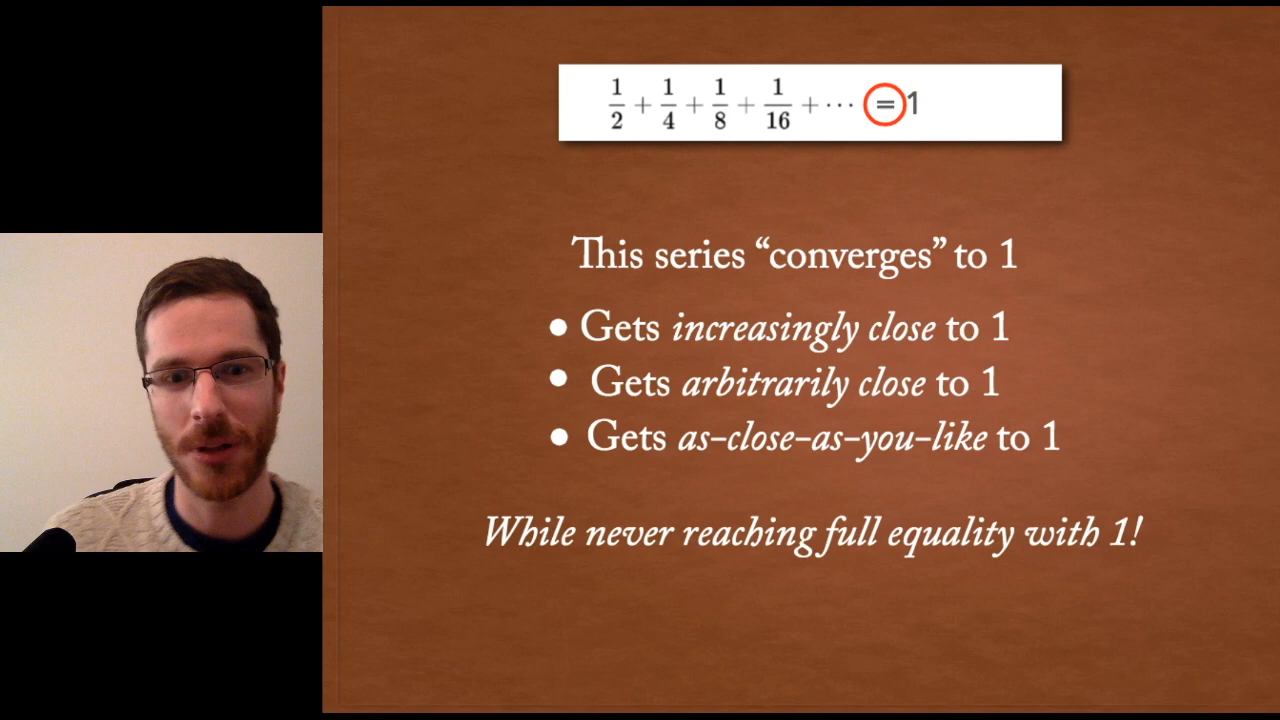 1/2 + 1/4 + 1/8 + 1/16 + ⋯ = 1
This series “converges” to 1
• Gets increasingly close to 1
• Gets arbitrarily close to 1
• Gets as-close-as-you-like to 1
While never reaching full equality with 1!